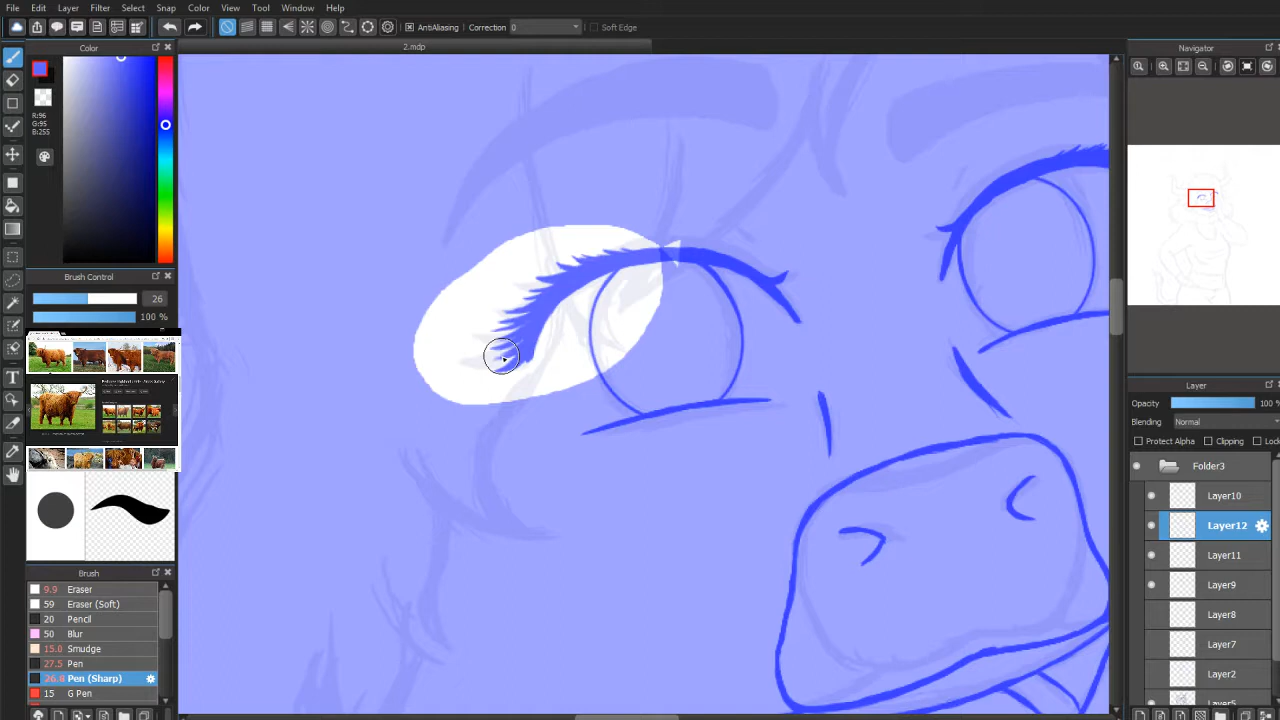 File Edit Layer Filter Select Snap Color View Tool Window Help
AntiAliasing Correction 0 Soft Edge
Color
2.mdp
Navigator
R:96
G:95
B:255
Brush Control
26
100 %
Layer
Opacity 100 %
Blending Normal
Protect Alpha Clipping Loc
Folder3
Layer10
Layer12
Layer11
Layer9
Layer8
Layer7
Layer2
Layer5
Brush
9.9 Eraser
59 Eraser (Soft)
20 Pencil
50 Blur
15.0 Smudge
27.5 Pen
26.8 Pen (Sharp)
15 G Pen